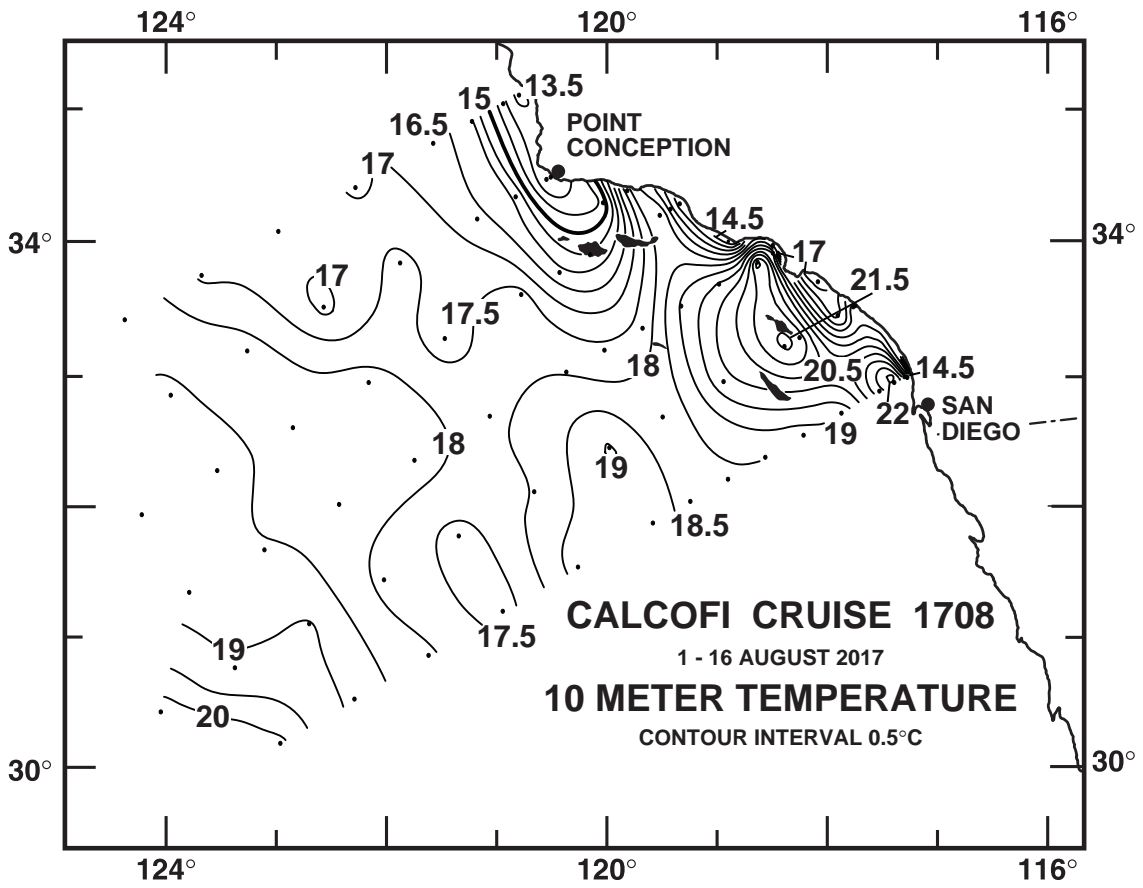 124° 120° 116°
15 13.5
16.5
POINT
CONCEPTION
17
14.5
34° 34°
17
17
21.5
17.5
18
20.5 14.5
22 SAN
DIEGO
19
18
19
18.5
CALCOFI CRUISE 1708
17.5
1 - 16 AUGUST 2017
19
10 METER TEMPERATURE
20
CONTOUR INTERVAL 0.5°C
30° 30°
124° 120° 116°